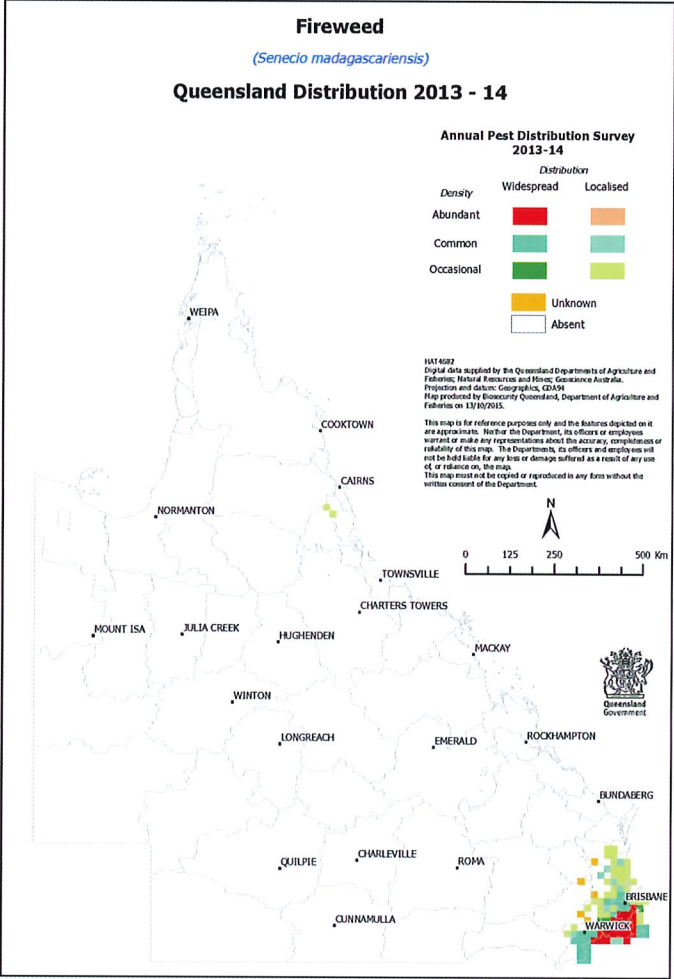 Fireweed
(Senecio madagascariensis)
Queensland Distribution 2013 - 14
Annual Pest Distribution Survey
2013-14
Distribution
Density Widespread Localised
Abundant
Common
Occasional
Unknown
Absent
HAT4682
Digital data supplied by the Queensland Departments of Agriculture and
Fisheries; Natural Resources and Mines; Geoscience Australia.
Projection and datum: Geographics, GDA94
Map produced by Biosecurity Queensland, Department of Agriculture and
Fisheries on 13/10/2015.
This map is for reference purposes only and the features depicted on it
are approximate. Neither the Department, its officers or employees
warrant or make any representations about the accuracy, completeness or
reliability of this map. The Departments, its officers and employees will
not be held liable for any loss or damage suffered as a result of any use
of, or reliance on, the map.
This map must not be copied or reproduced in any form without the
written consent of the Department.
N
0 125 250 500 Km
WEIPA
COOKTOWN
CAIRNS
NORMANTON
TOWNSVILLE
CHARTERS TOWERS
MOUNT ISA
JULIA CREEK
HUGHENDEN
MACKAY
Queensland
Government
WINTON
LONGREACH
EMERALD
ROCKHAMPTON
BUNDABERG
QUILPIE
CHARLEVILLE
ROMA
BRISBANE
CUNNAMULLA
WARWICK